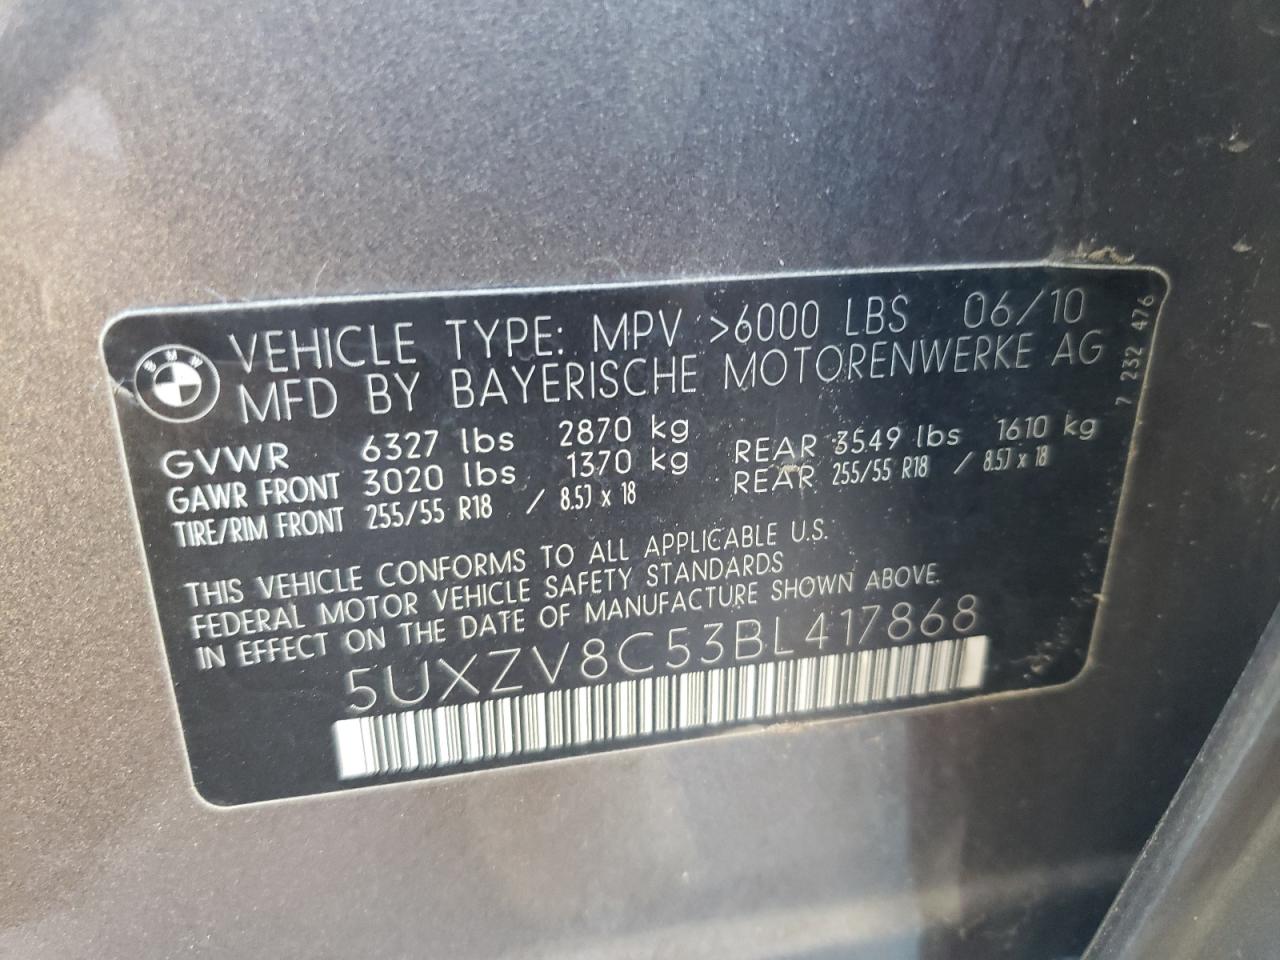 BMW
VEHICLE TYPE: MPV >6000 LBS 06/10
MFD BY BAYERISCHE MOTORENWERKE AG
7 232 476
GVWR 6327 lbs 2870 kg
GAWR FRONT 3020 lbs 1370 kg REAR 3549 lbs 1610 kg
TIRE/RIM FRONT 255/55 R18 / 8.5J x 18 REAR 255/55 R18 / 8.5J x 18
THIS VEHICLE CONFORMS TO ALL APPLICABLE U.S.
FEDERAL MOTOR VEHICLE SAFETY STANDARDS
IN EFFECT ON THE DATE OF MANUFACTURE SHOWN ABOVE.
5UXZV8C53BL417868